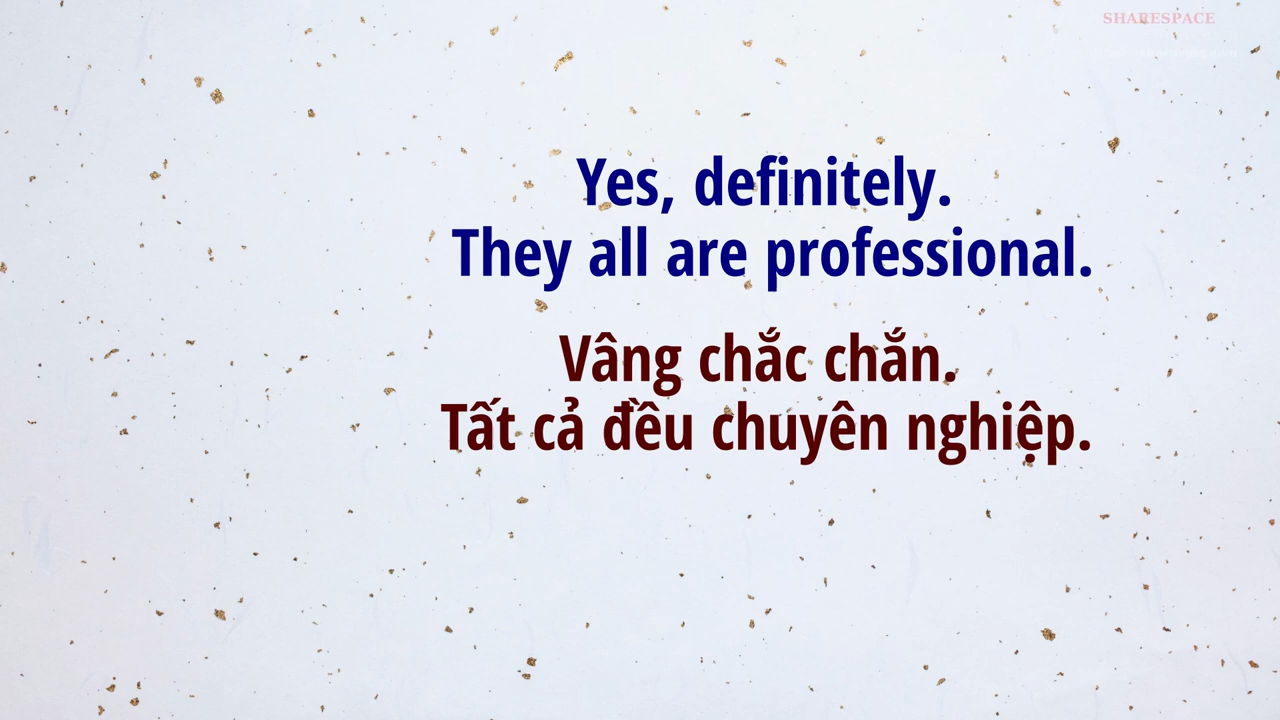 SHARESPACE
Yes, definitely.
They all are professional.
Vâng chắc chắn.
Tất cả đều chuyên nghiệp.